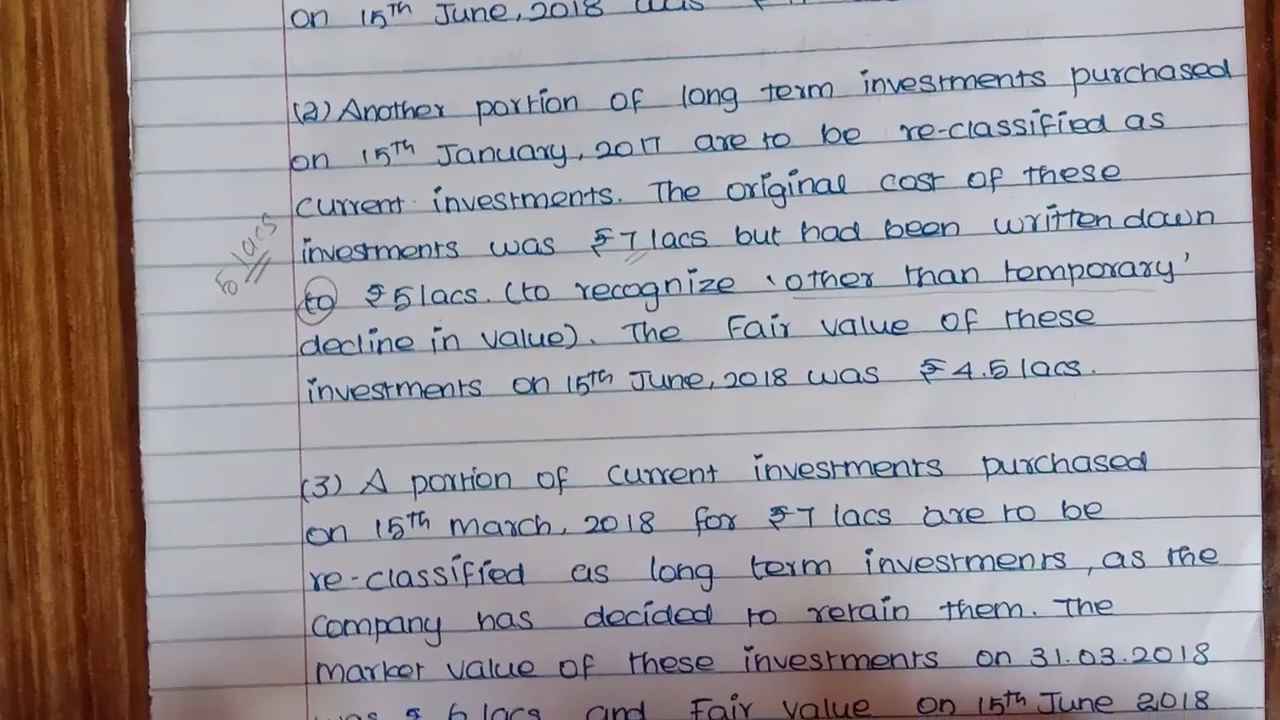 on 15th June, 2018 was ₹
(2) Another portion of long term investments purchased
on 15th January, 2017 are to be re-classified as
current investments. The original cost of these
investments was ₹7 lacs but had been written down
to ₹5 lacs. (to recognize 'other than temporary'
decline in value). The Fair value of these
investments on 15th June, 2018 was ₹4.5 lacs.
(3) A portion of current investments purchased
on 15th march, 2018 for ₹7 lacs are to be
re-classified as long term investments, as the
company has decided to retain them. The
market value of these investments on 31.03.2018
was ₹ 6 lacs and Fair value on 15th June 2018
lacs